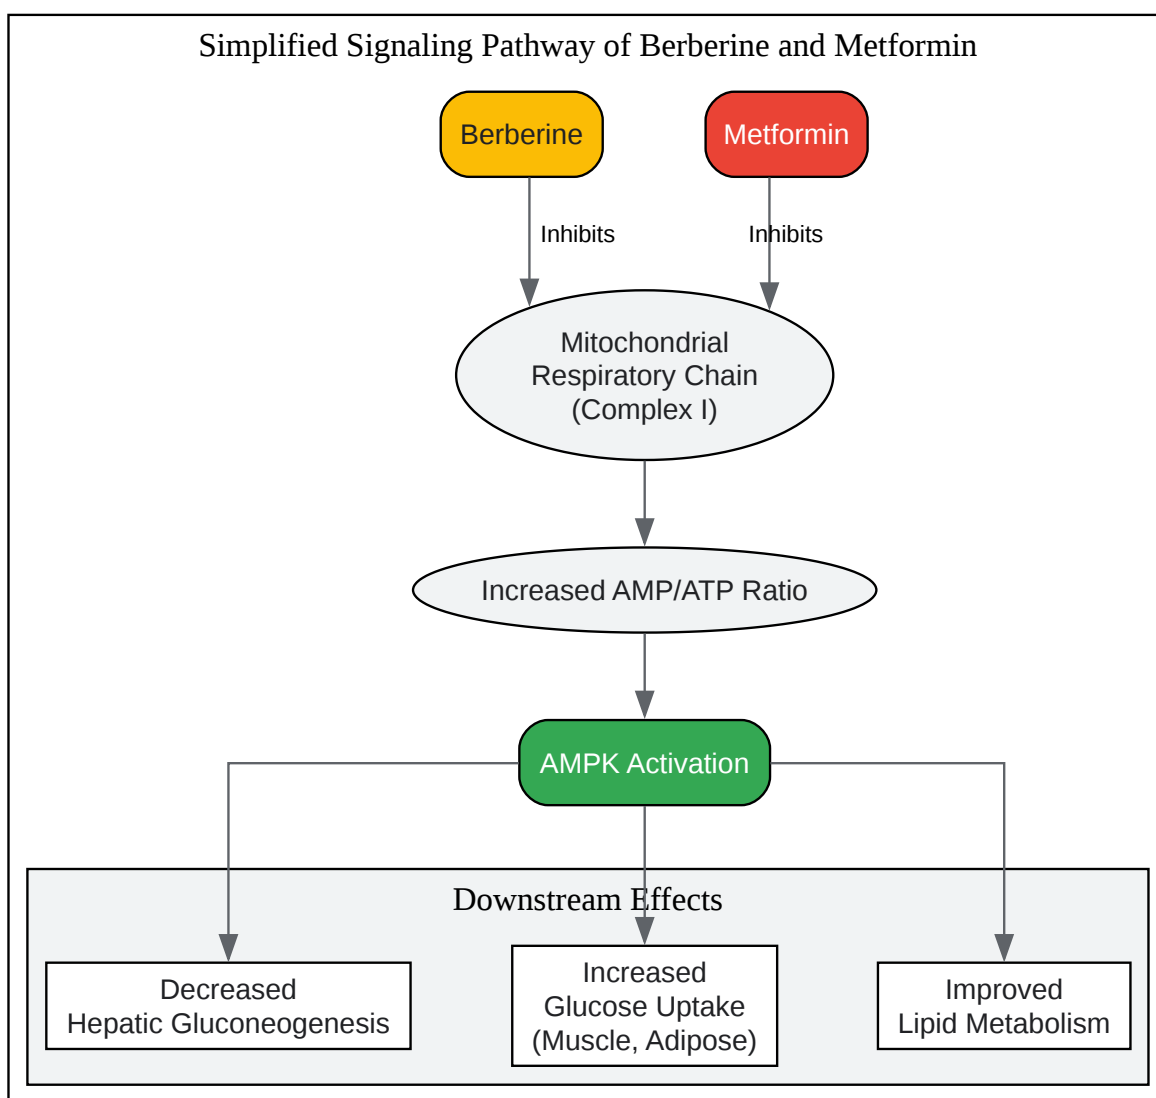 Simplified Signaling Pathway of Berberine and Metformin
Berberine
Metformin
Inhibits
Inhibits
Mitochondrial
Respiratory Chain
(Complex I)
Increased AMP/ATP Ratio
AMPK Activation
Downstream Effects
Decreased
Hepatic Gluconeogenesis
Increased
Glucose Uptake
(Muscle, Adipose)
Improved
Lipid Metabolism